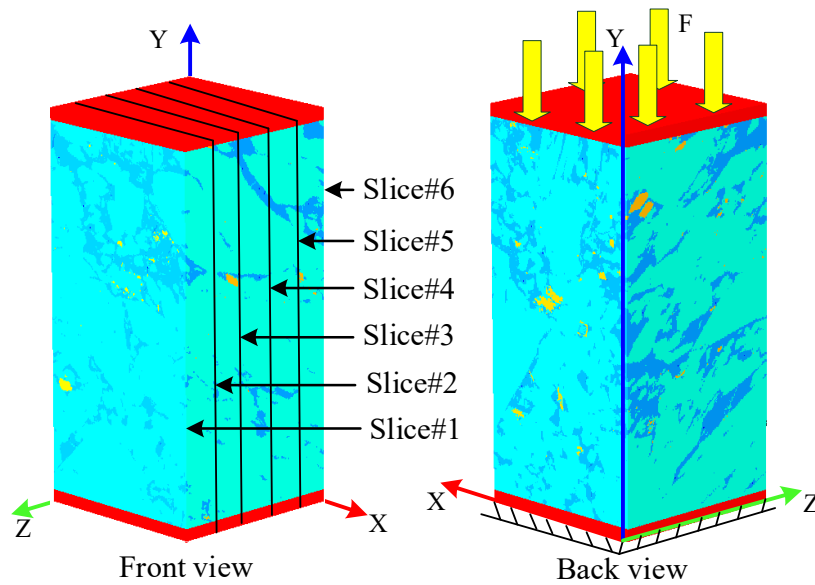 Y
Slice#6
Slice#5
Slice#4
Slice#3
Slice#2
Slice#1
Z
X
Front view
F
Y
X
Z
Back view